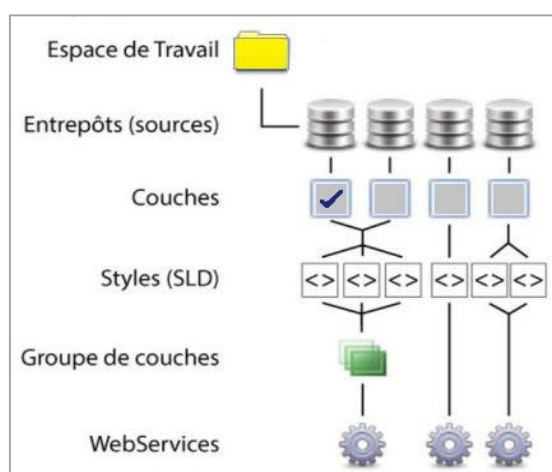 Espace de Travail
Entrepôts (sources)
Couches
Styles (SLD)
<> <> <> <> <> <>
Groupe de couches
WebServices